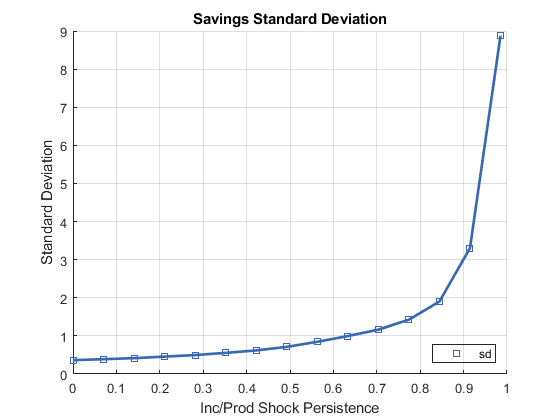 Savings Standard Deviation
9
8
7
6
5
4
3
2
1
0
Standard Deviation
sd
0 0.1 0.2 0.3 0.4 0.5 0.6 0.7 0.8 0.9 1
Inc/Prod Shock Persistence